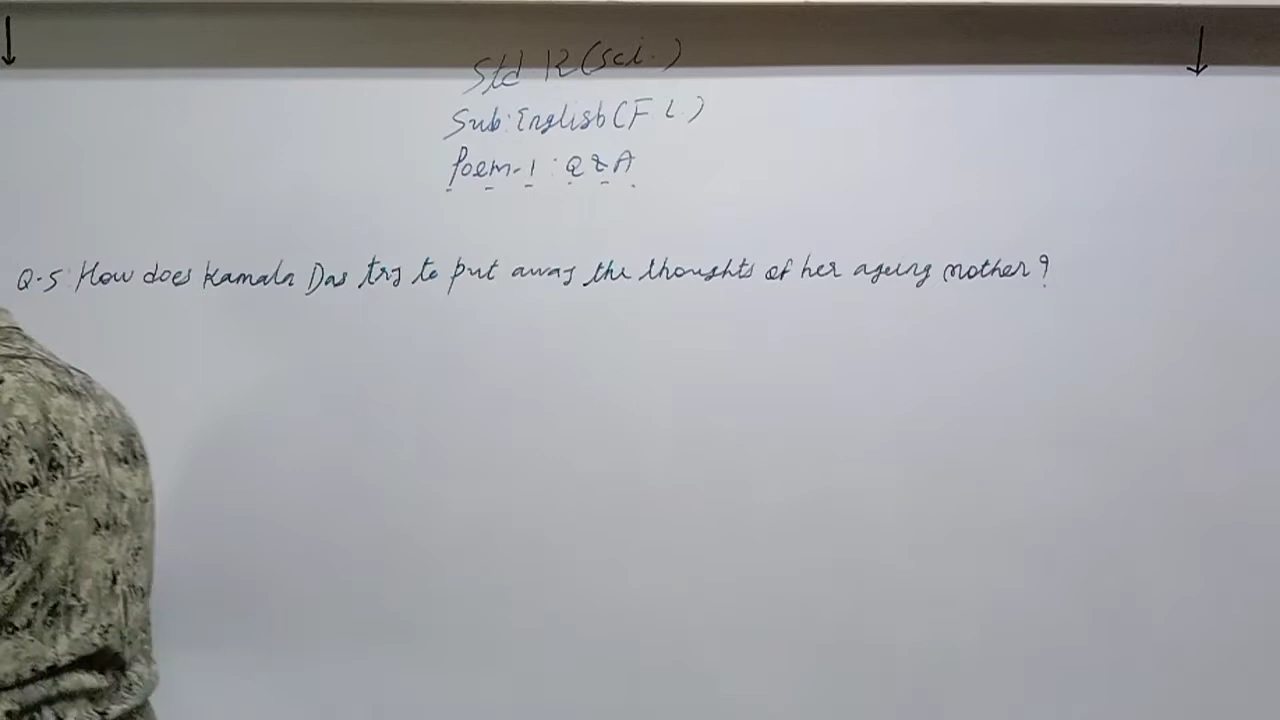 Std 12 (Sci.)
Sub: English (F L)
Poem-1: Q & A
Q.5 How does Kamala Das try to put away the thoughts of her ageing mother?